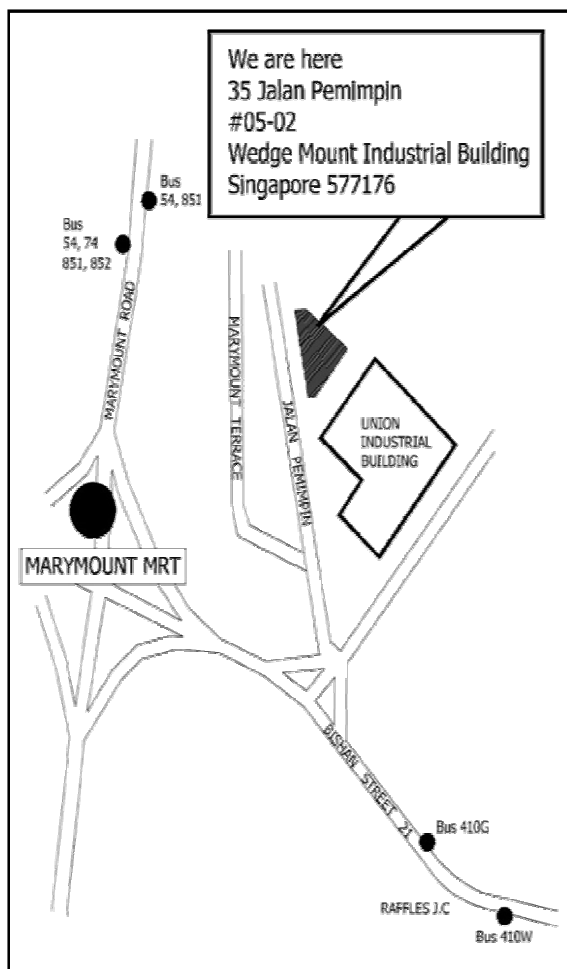 We are here
35 Jalan Pemimpin
#05-02
Wedge Mount Industrial Building
Singapore 577176
Bus
54, 851
Bus
54, 74
851, 852
MARYMOUNT ROAD
MARYMOUNT TERRACE
JALAN PEMIMPIN
UNION
INDUSTRIAL
BUILDING
MARYMOUNT MRT
BISHAN STREET 21
Bus 410G
RAFFLES J.C
Bus 410W